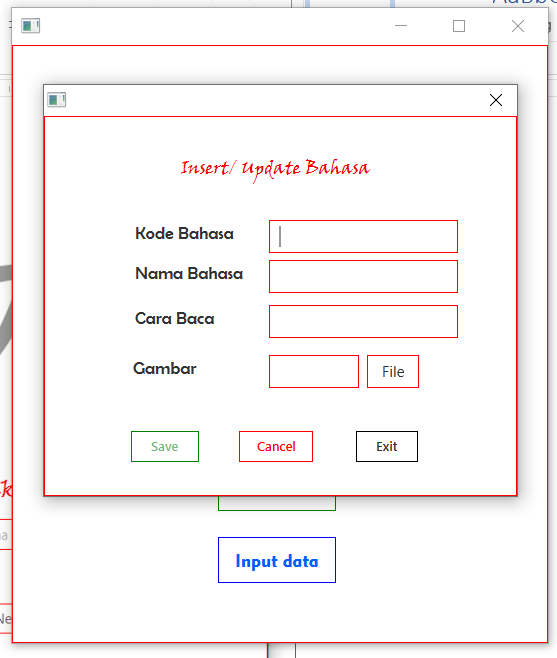 Insert/ Update Bahasa
Kode Bahasa
Nama Bahasa
Cara Baca
Gambar File
Save Cancel Exit
Input data